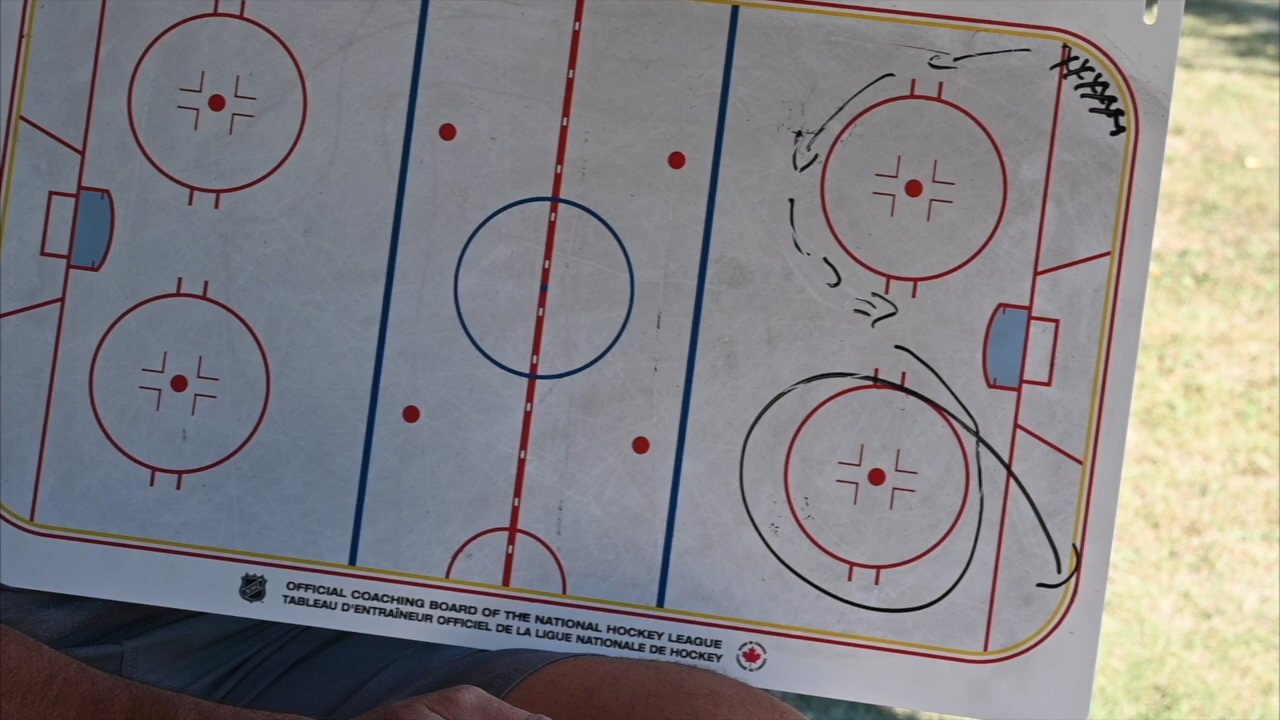 OFFICIAL COACHING BOARD OF THE NATIONAL HOCKEY LEAGUE
TABLEAU D'ENTRAÎNEUR OFFICIEL DE LA LIGUE NATIONALE DE HOCKEY